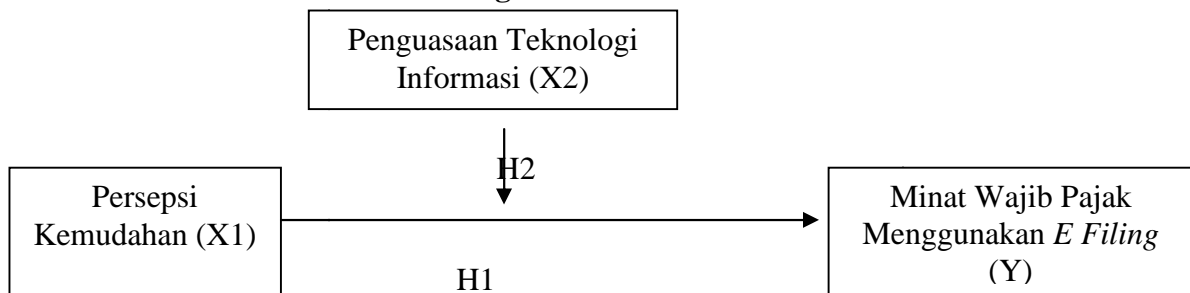 Penguasaan Teknologi
Informasi (X2)
H2
Persepsi
Kemudahan (X1)
Minat Wajib Pajak
Menggunakan E Filing
(Y)
H1